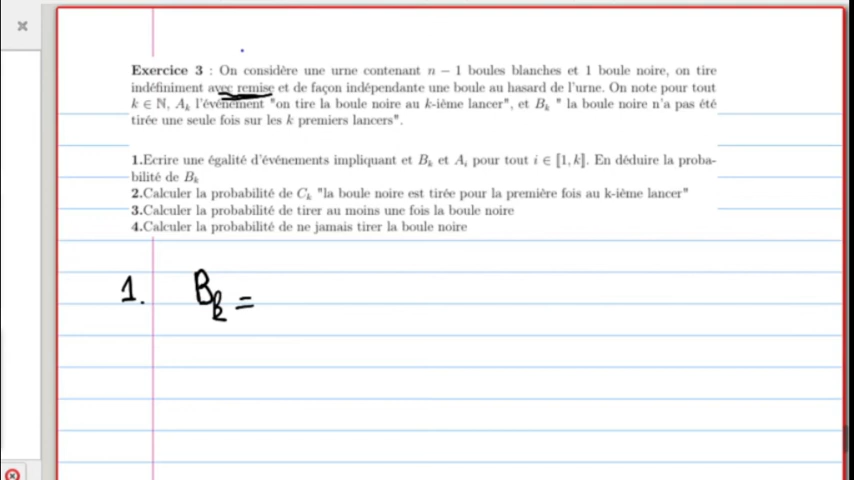 Exercice 3 : On considère une urne contenant n − 1 boules blanches et 1 boule noire, on tire
indéfiniment avec remise et de façon indépendante une boule au hasard de l'urne. On note pour tout
k ∈ ℕ, A_k l'événement "on tire la boule noire au k-ième lancer", et B_k " la boule noire n'a pas été
tirée une seule fois sur les k premiers lancers".
1.Ecrire une égalité d'événements impliquant et B_k et A_i pour tout i ∈ ⟦1, k⟧. En déduire la proba-
bilité de B_k
2.Calculer la probabilité de C_k "la boule noire est tirée pour la première fois au k-ième lancer"
3.Calculer la probabilité de tirer au moins une fois la boule noire
4.Calculer la probabilité de ne jamais tirer la boule noire
1. B_k =